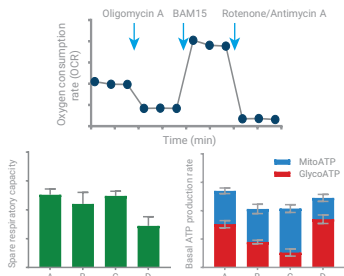 Oligomycin A BAM15 Rotenone/Antimycin A
Oxygen consumption
rate (OCR)
Time (min)
Spare respiratory capacity
Basal ATP production rate
MitoATP
GlycoATP